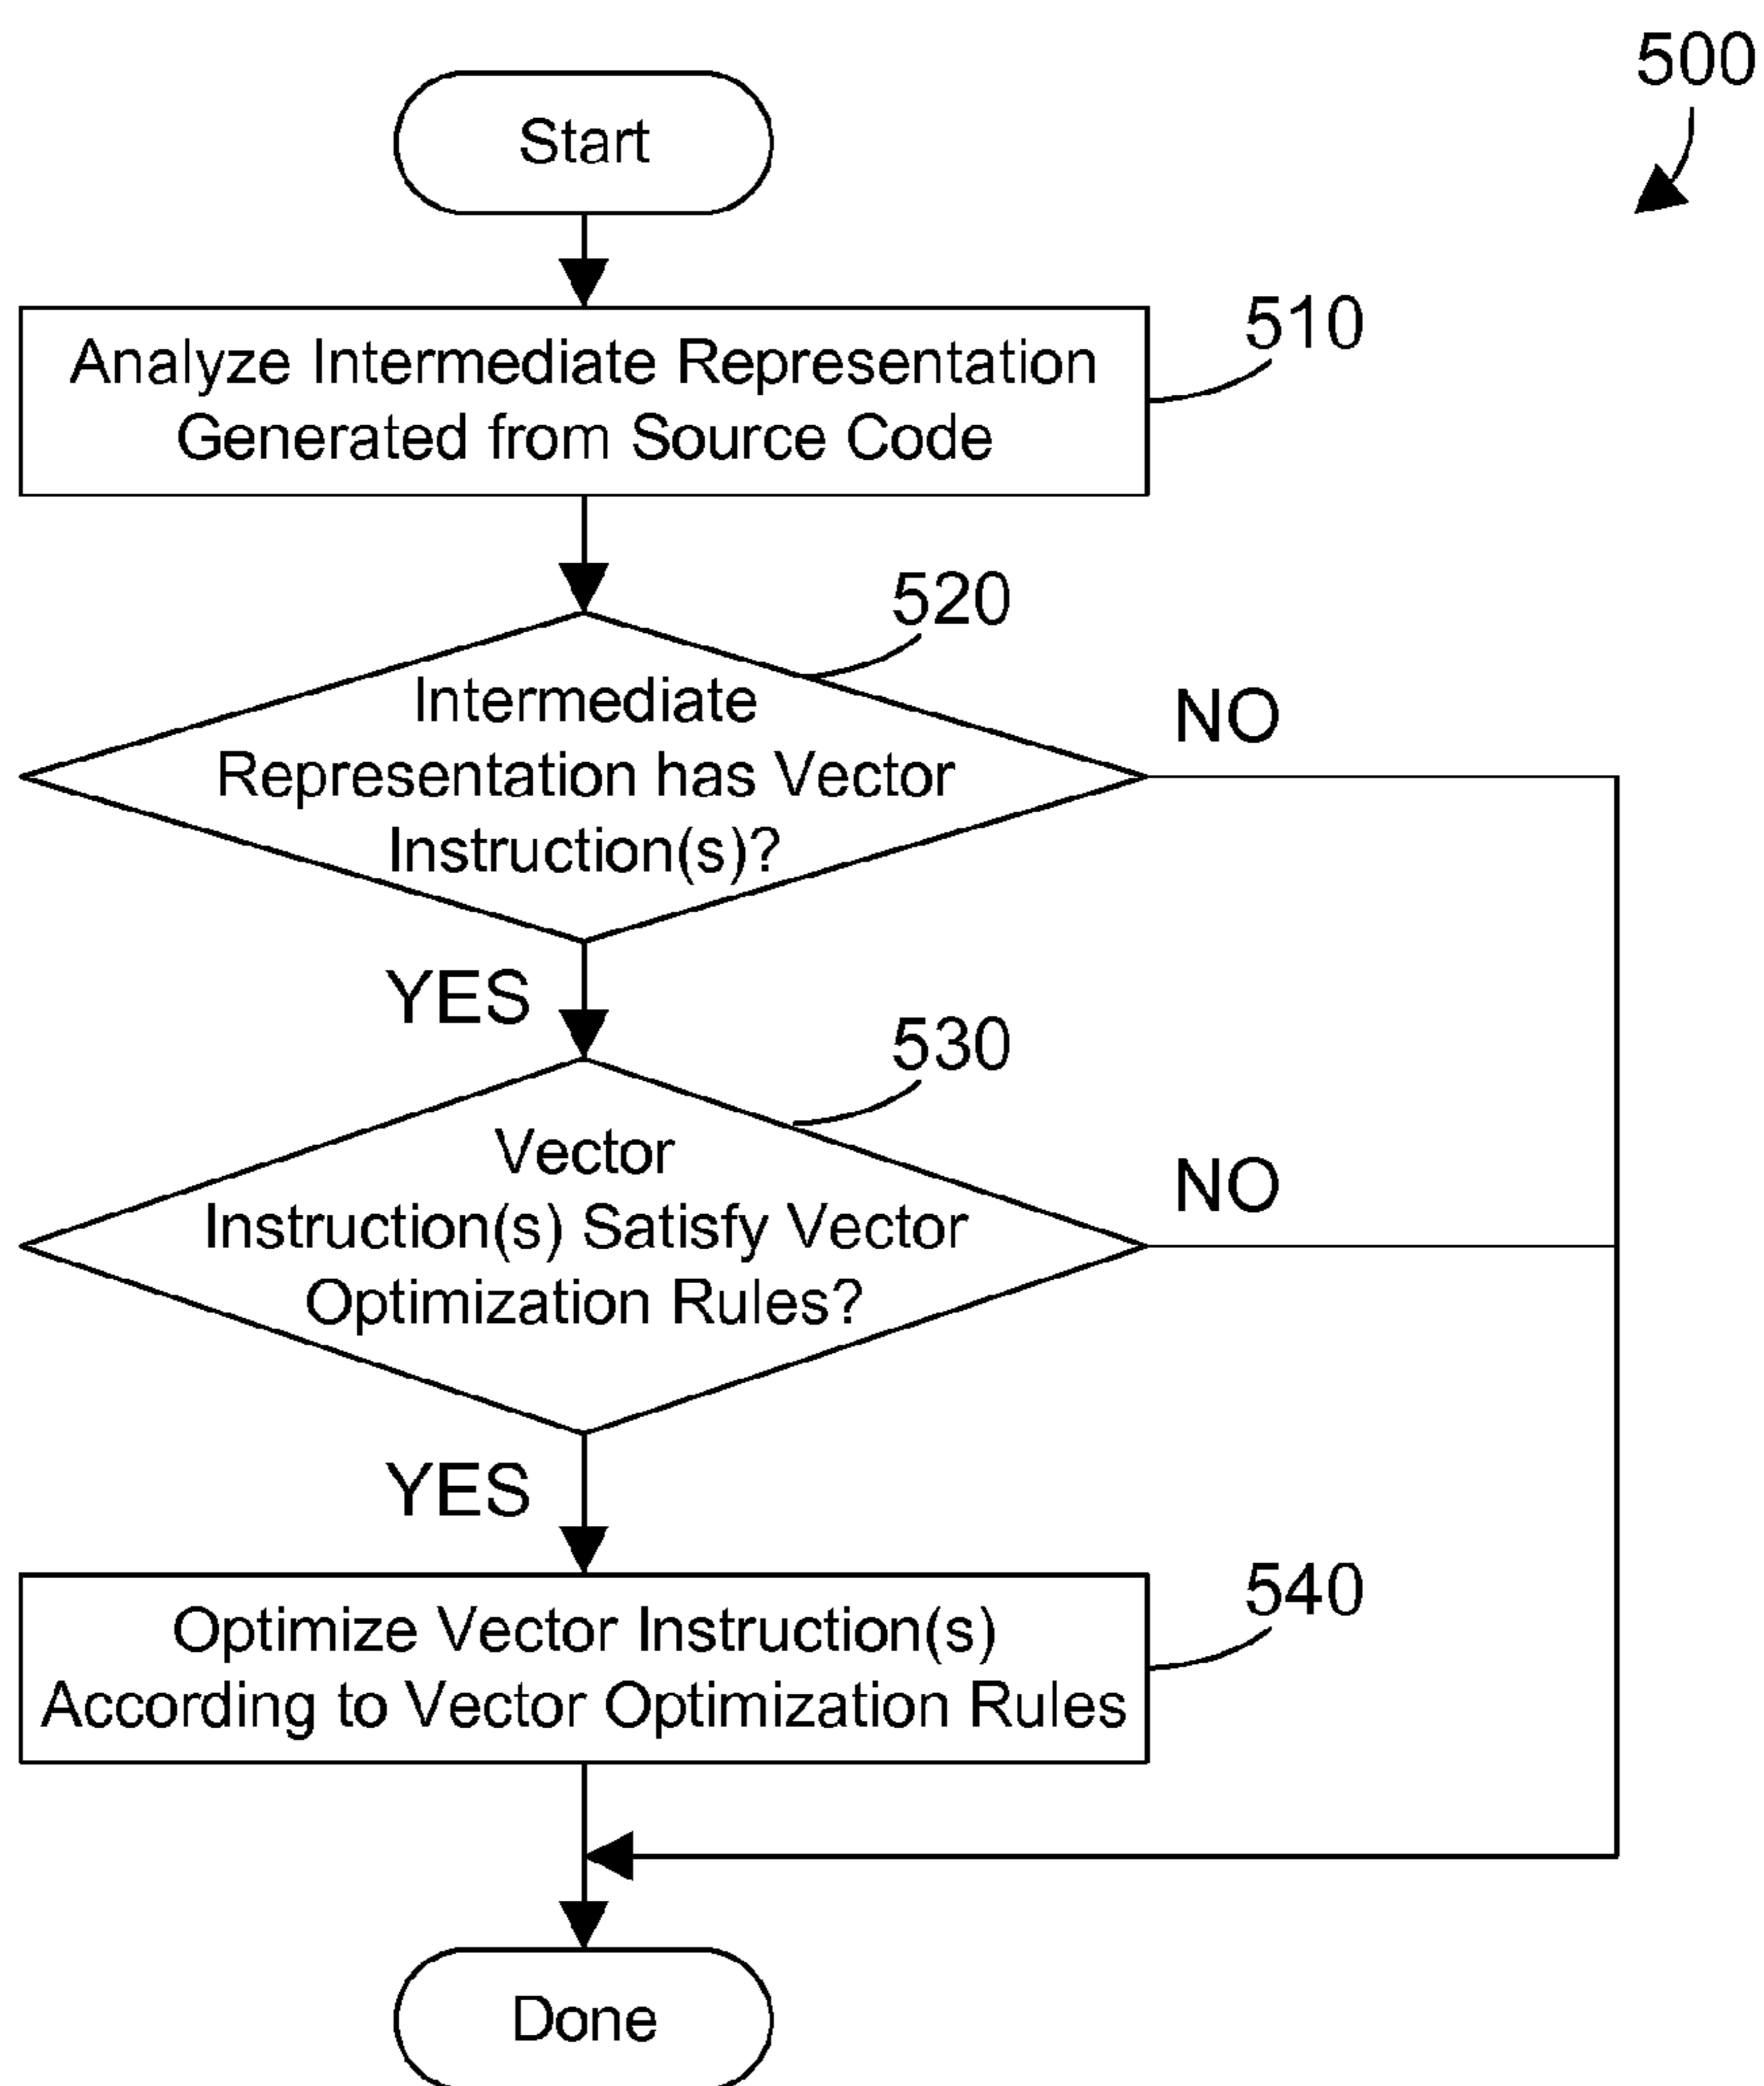 500
Start
510
Analyze Intermediate Representation
Generated from Source Code
520
Intermediate
Representation has Vector
Instruction(s)?
NO
YES
530
Vector
Instruction(s) Satisfy Vector
Optimization Rules?
NO
YES
540
Optimize Vector Instruction(s)
According to Vector Optimization Rules
Done